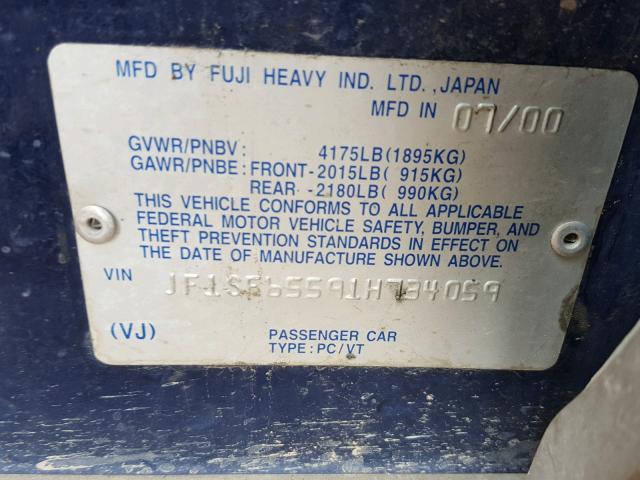 MFD BY FUJI HEAVY IND. LTD., JAPAN
MFD IN 07/00
GVWR/PNBV: 4175LB(1895KG)
GAWR/PNBE: FRONT-2015LB( 915KG)
REAR -2180LB( 990KG)
THIS VEHICLE CONFORMS TO ALL APPLICABLE
FEDERAL MOTOR VEHICLE SAFETY, BUMPER, AND
THEFT PREVENTION STANDARDS IN EFFECT ON
THE DATE OF MANUFACTURE SHOWN ABOVE.
VIN JF1SF65591H734059
(VJ) PASSENGER CAR
TYPE: PC/VT